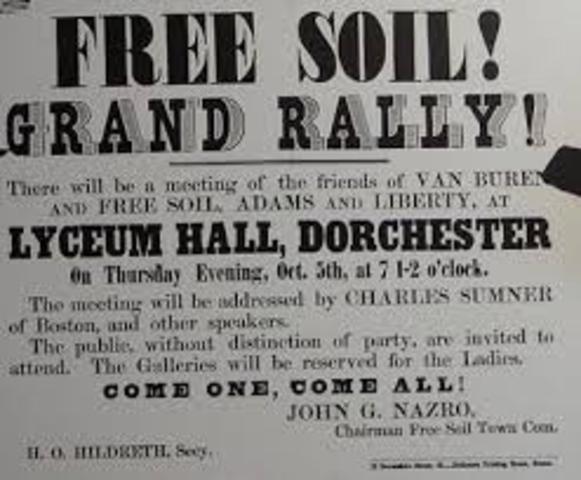 FREE SOIL!
GRAND RALLY!
There will be a meeting of the friends of VAN BUREN
AND FREE SOIL, ADAMS AND LIBERTY, AT
LYCEUM HALL, DORCHESTER
On Thursday Evening, Oct. 5th, at 7 1-2 o'clock.
The meeting will be addressed by CHARLES SUMNER
of Boston, and other speakers.
The public, without distinction of party, are invited to
attend. The Galleries will be reserved for the Ladies.
COME ONE, COME ALL!
JOHN G. NAZRO,
Chairman Free Soil Town Com.
H. O. HILDRETH, Secy.